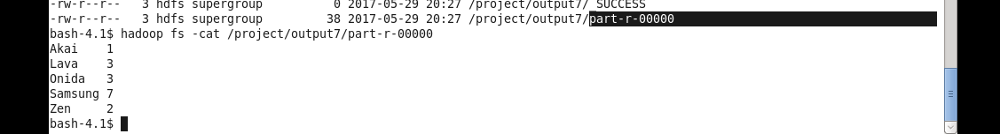 -rw-r--r--   3 hdfs supergroup          0 2017-05-29 20:27 /project/output7/_SUCCESS
-rw-r--r--   3 hdfs supergroup         38 2017-05-29 20:27 /project/output7/part-r-00000
bash-4.1$ hadoop fs -cat /project/output7/part-r-00000
Akai    1
Lava    3
Onida   3
Samsung 7
Zen     2
bash-4.1$